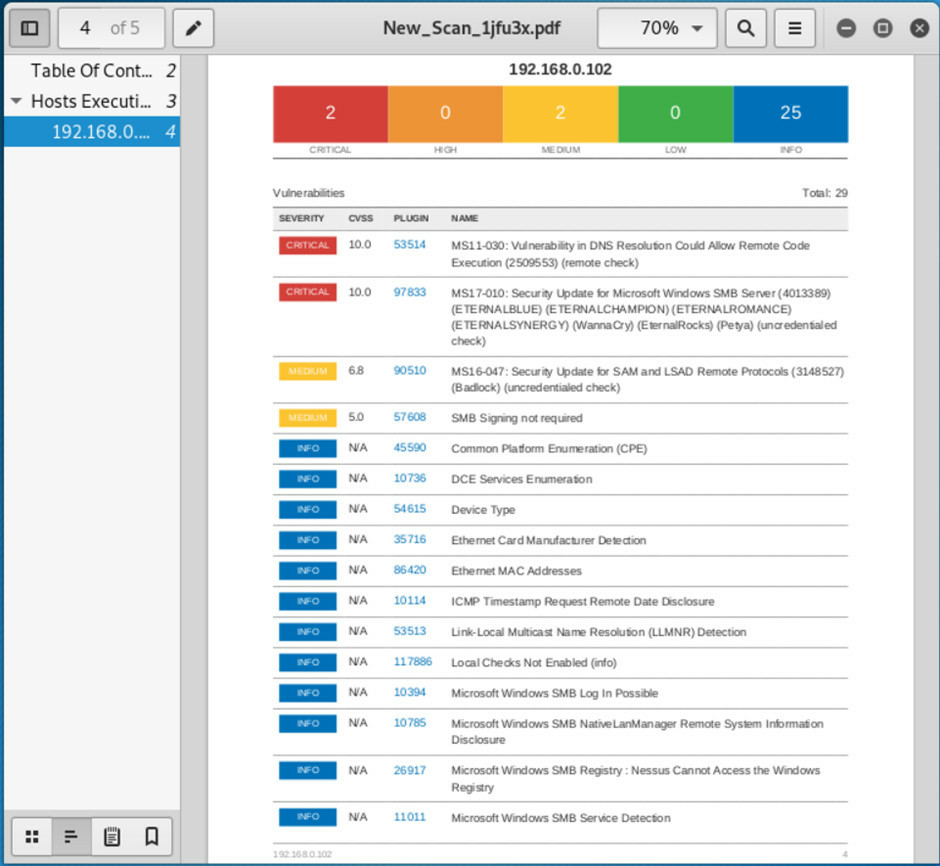 4 of 5
New_Scan_1jfu3x.pdf
70%
Table Of Cont... 2
Hosts Executi... 3
192.168.0.... 4
192.168.0.102
2 0 2 0 25
CRITICAL HIGH MEDIUM LOW INFO
Vulnerabilities Total: 29
SEVERITY CVSS PLUGIN NAME
CRITICAL 10.0 53514 MS11-030: Vulnerability in DNS Resolution Could Allow Remote Code
Execution (2509553) (remote check)
CRITICAL 10.0 97833 MS17-010: Security Update for Microsoft Windows SMB Server (4013389)
(ETERNALBLUE) (ETERNALCHAMPION) (ETERNALROMANCE)
(ETERNALSYNERGY) (WannaCry) (EternalRocks) (Petya) (uncredentialed
check)
MEDIUM 6.8 90510 MS16-047: Security Update for SAM and LSAD Remote Protocols (3148527)
(Badlock) (uncredentialed check)
MEDIUM 5.0 57608 SMB Signing not required
INFO N/A 45590 Common Platform Enumeration (CPE)
INFO N/A 10736 DCE Services Enumeration
INFO N/A 54615 Device Type
INFO N/A 35716 Ethernet Card Manufacturer Detection
INFO N/A 86420 Ethernet MAC Addresses
INFO N/A 10114 ICMP Timestamp Request Remote Date Disclosure
INFO N/A 53513 Link-Local Multicast Name Resolution (LLMNR) Detection
INFO N/A 117886 Local Checks Not Enabled (info)
INFO N/A 10394 Microsoft Windows SMB Log In Possible
INFO N/A 10785 Microsoft Windows SMB NativeLanManager Remote System Information
Disclosure
INFO N/A 26917 Microsoft Windows SMB Registry : Nessus Cannot Access the Windows
Registry
INFO N/A 11011 Microsoft Windows SMB Service Detection
192.168.0.102 4